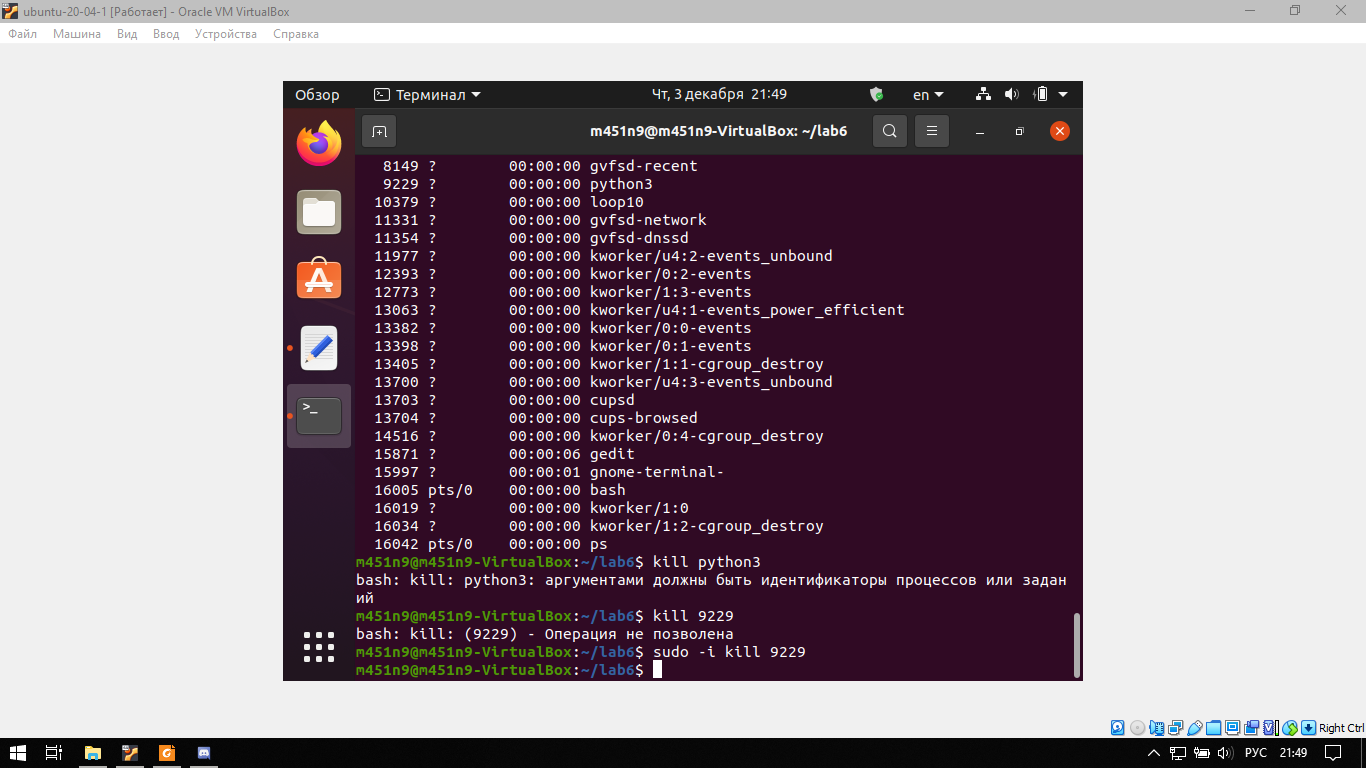 ubuntu-20-04-1 [Работает] - Oracle VM VirtualBox
Файл Машина Вид Ввод Устройства Справка
Обзор Терминал Чт, 3 декабря 21:49 en
m451n9@m451n9-VirtualBox: ~/lab6
8149 ? 00:00:00 gvfsd-recent
9229 ? 00:00:00 python3
10379 ? 00:00:00 loop10
11331 ? 00:00:00 gvfsd-network
11354 ? 00:00:00 gvfsd-dnssd
11977 ? 00:00:00 kworker/u4:2-events_unbound
12393 ? 00:00:00 kworker/0:2-events
12773 ? 00:00:00 kworker/1:3-events
13063 ? 00:00:00 kworker/u4:1-events_power_efficient
13382 ? 00:00:00 kworker/0:0-events
13398 ? 00:00:00 kworker/0:1-events
13405 ? 00:00:00 kworker/1:1-cgroup_destroy
13700 ? 00:00:00 kworker/u4:3-events_unbound
13703 ? 00:00:00 cupsd
13704 ? 00:00:00 cups-browsed
14516 ? 00:00:00 kworker/0:4-cgroup_destroy
15871 ? 00:00:06 gedit
15997 ? 00:00:01 gnome-terminal-
16005 pts/0 00:00:00 bash
16019 ? 00:00:00 kworker/1:0
16034 ? 00:00:00 kworker/1:2-cgroup_destroy
16042 pts/0 00:00:00 ps
m451n9@m451n9-VirtualBox:~/lab6$ kill python3
bash: kill: python3: аргументами должны быть идентификаторы процессов или задан
ий
m451n9@m451n9-VirtualBox:~/lab6$ kill 9229
bash: kill: (9229) - Операция не позволена
m451n9@m451n9-VirtualBox:~/lab6$ sudo -i kill 9229
m451n9@m451n9-VirtualBox:~/lab6$
Right Ctrl
РУС 21:49